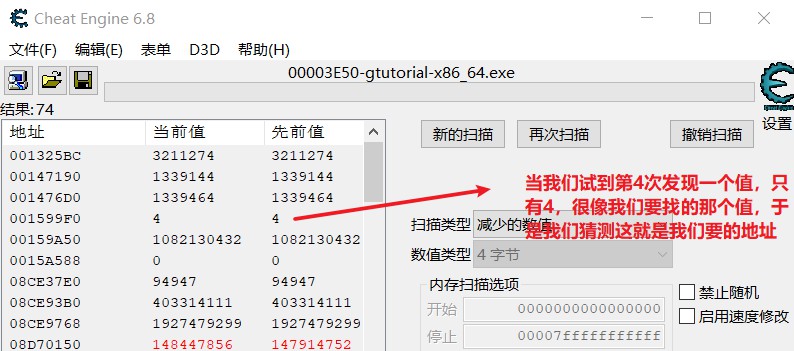 Cheat Engine 6.8
文件(F) 编辑(E) 表单 D3D 帮助(H)
00003E50-gtutorial-x86_64.exe
结果:74
设置
地址 当前值 先前值
新的扫描 再次扫描 撤销扫描
001325BC 3211274 3211274
00147190 1339144 1339144
001476D0 1339464 1339464
001599F0 4 4
00159A50 1082130432 1082130432
0015A588 0 0
08CE37E0 94947 94947
08CE93B0 403314111 403314111
08CE9768 1927479299 1927479299
08D70150 148447856 147914752
当我们试到第4次发现一个值，只
有4，很像我们要找的那个值，于
是我们猜测这就是我们要的地址
扫描类型 减少的数值
数值类型 4 字节
内存扫描选项
开始 0000000000000000
停止 00007fffffffffff
禁止随机
启用速度修改